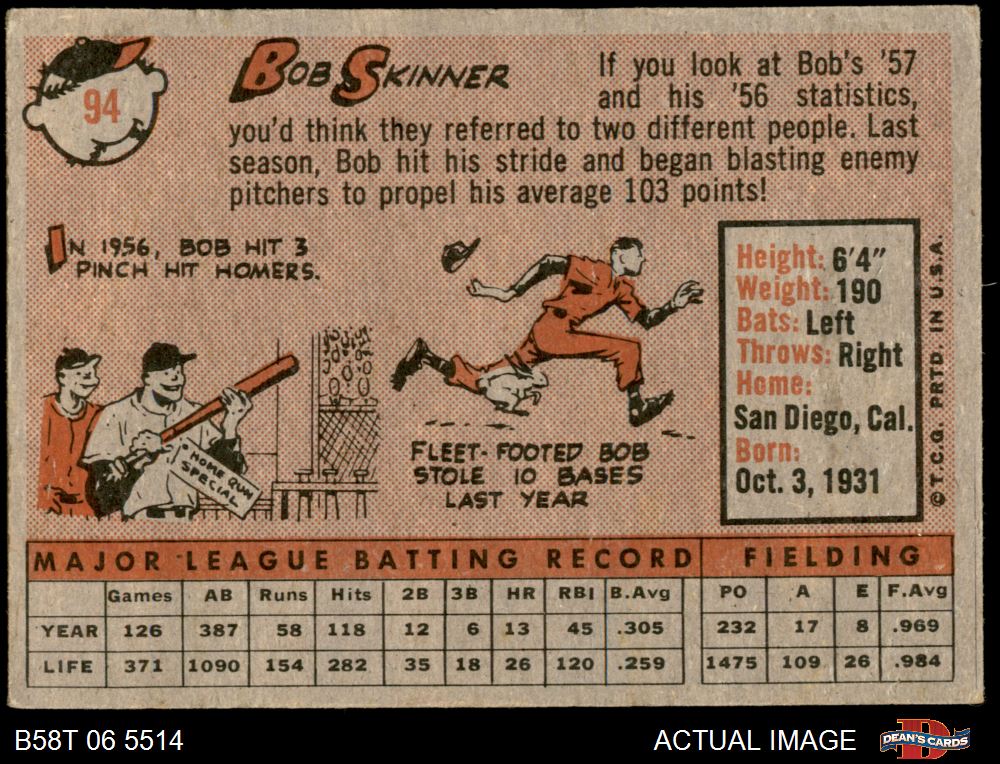 94
BOB SKINNER
If you look at Bob's '57
and his '56 statistics,
you'd think they referred to two different people. Last
season, Bob hit his stride and began blasting enemy
pitchers to propel his average 103 points!
IN 1956, BOB HIT 3
PINCH HIT HOMERS.
"HOME RUN
SPECIAL"
FLEET-FOOTED BOB
STOLE 10 BASES
LAST YEAR
Height: 6'4"
Weight: 190
Bats: Left
Throws: Right
Home:
San Diego, Cal.
Born:
Oct. 3, 1931
© T.C.G. PRTD. IN U.S.A.
MAJOR LEAGUE BATTING RECORD FIELDING
Games AB Runs Hits 2B 3B HR RBI B.Avg PO A E F.Avg
YEAR 126 387 58 118 12 6 13 45 .305 232 17 8 .969
LIFE 371 1090 154 282 35 18 26 120 .259 1475 109 26 .984
B58T 06 5514
ACTUAL IMAGE
D
DEAN'S CARDS